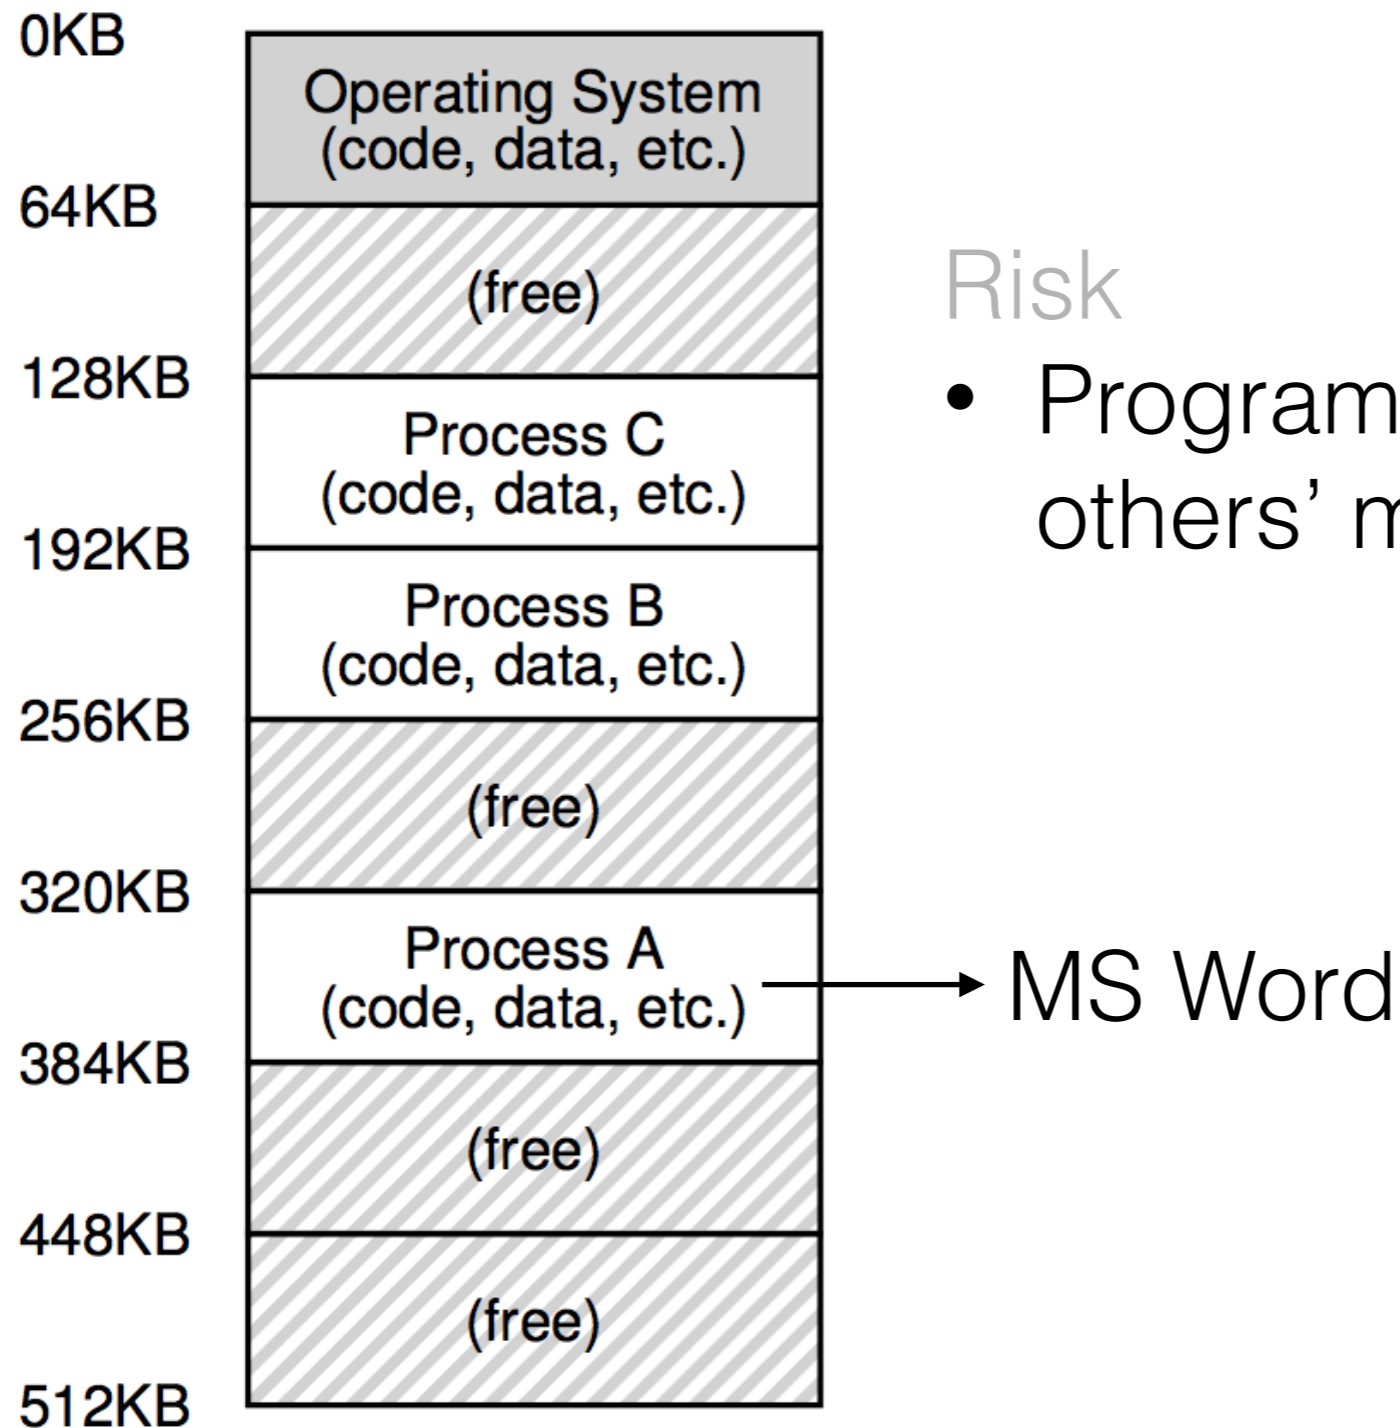 0KB
Operating System
(code, data, etc.)
64KB
(free)
128KB
Process C
(code, data, etc.)
192KB
Process B
(code, data, etc.)
256KB
(free)
320KB
Process A
(code, data, etc.)
384KB
(free)
448KB
(free)
512KB
Risk
• Program
others’
MS Word